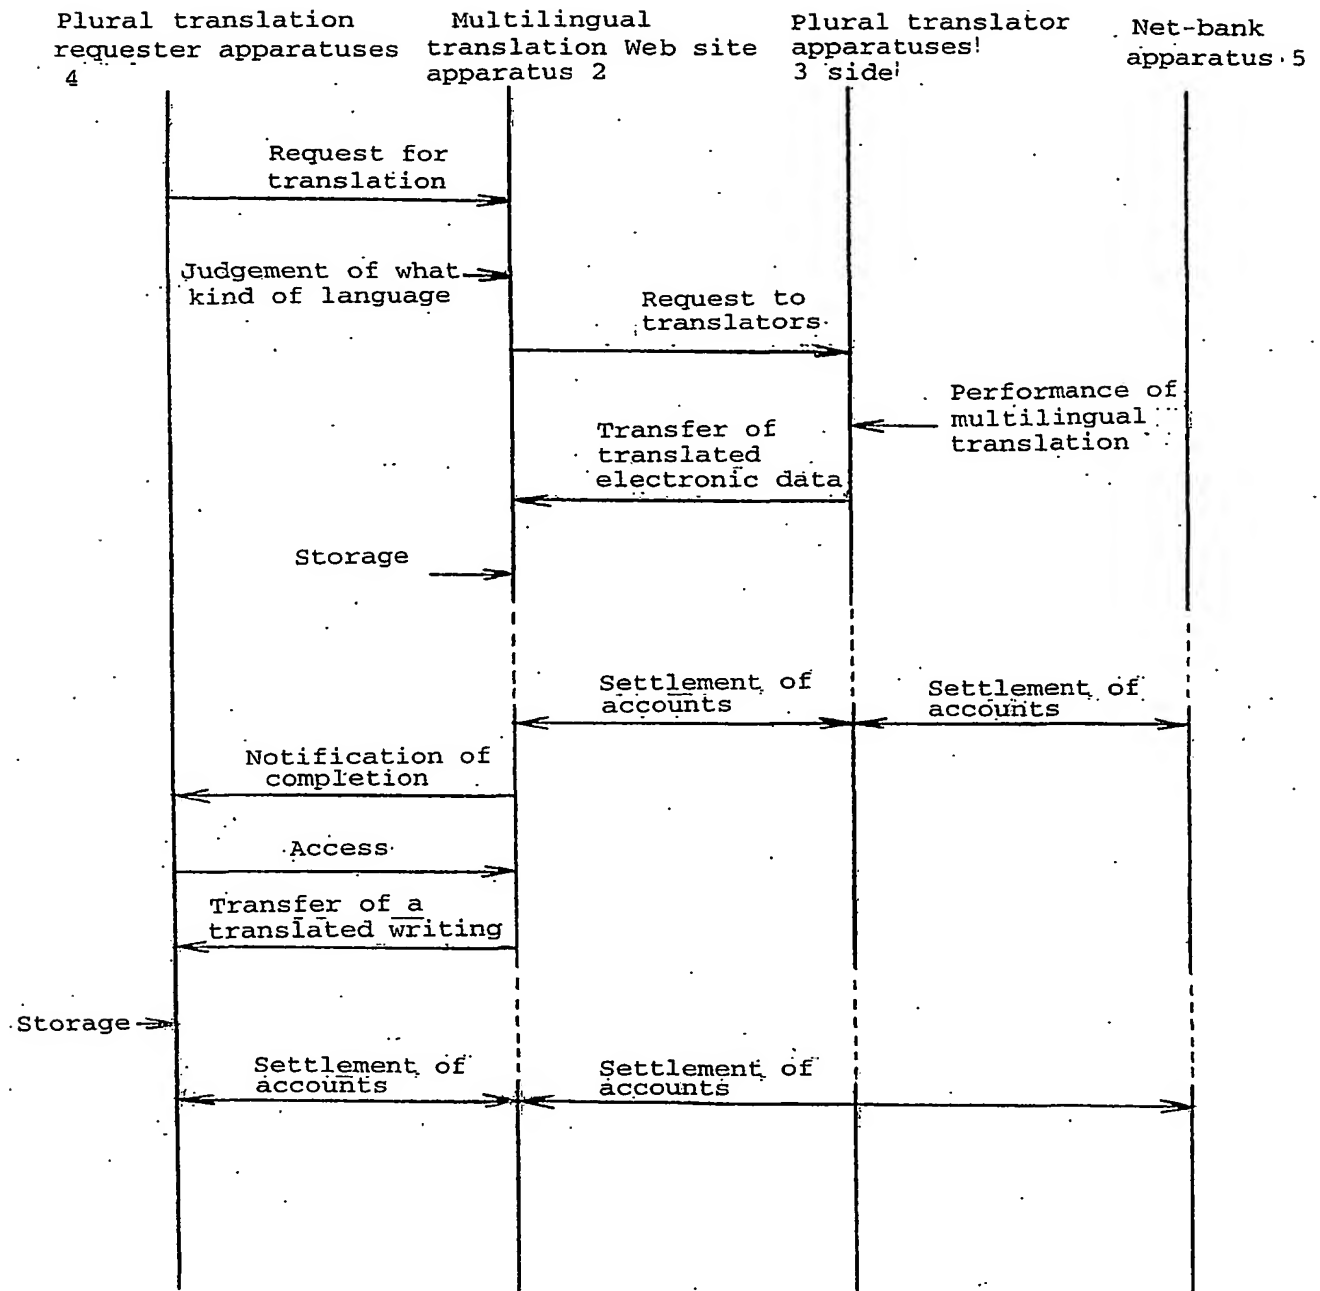 Plural translation
requester apparatuses
4
Multilingual
translation Web site
apparatus 2
Plural translator
apparatuses
3 side
Net-bank
apparatus 5
Request for
translation
Judgement of what
kind of language
Request to
translators
Performance of
multilingual
translation
Transfer of
translated
electronic data
Storage
Settlement of
accounts
Settlement of
accounts
Notification of
completion
Access
Transfer of a
translated writing
Storage
Settlement of
accounts
Settlement of
accounts